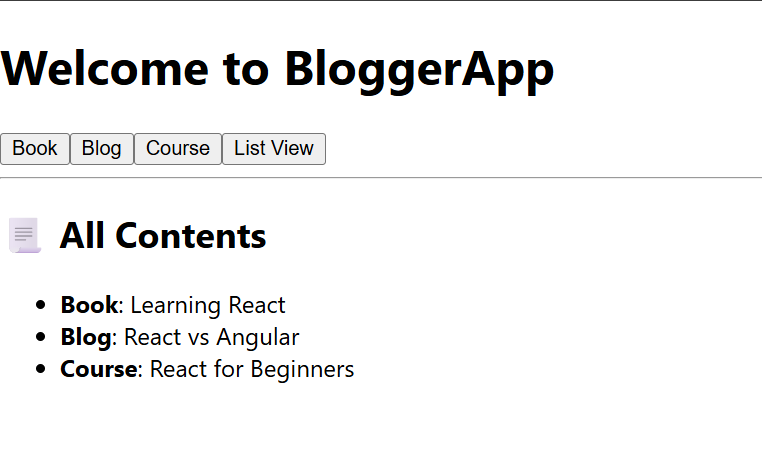 Welcome to BloggerApp
Book Blog Course List View
All Contents
Book: Learning React
Blog: React vs Angular
Course: React for Beginners